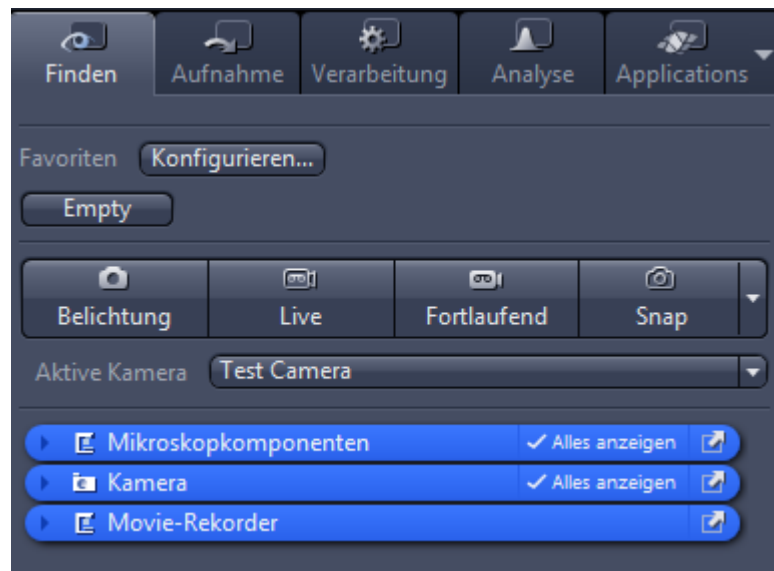 Finden Aufnahme Verarbeitung Analyse Applications
Favoriten Konfigurieren...
Empty
Belichtung Live Fortlaufend Snap
Aktive Kamera Test Camera
Mikroskopkomponenten Alles anzeigen
Kamera Alles anzeigen
Movie-Rekorder